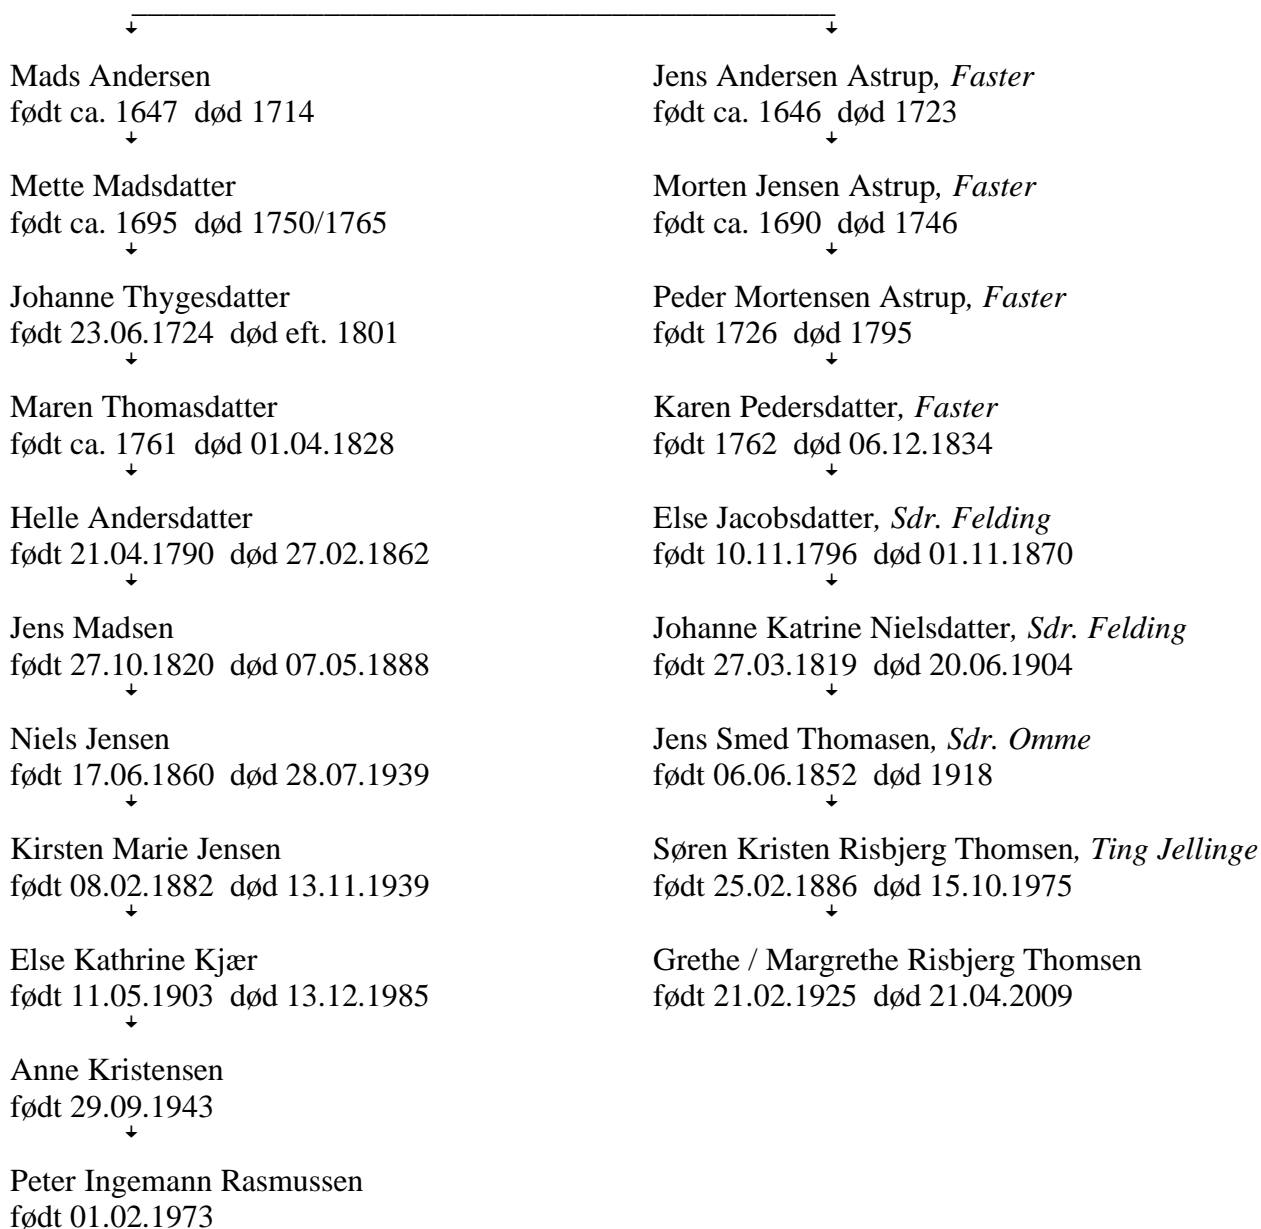 Mads Andersen
født ca. 1647 død 1714
Mette Madsdatter
født ca. 1695 død 1750/1765
Johanne Thygesdatter
født 23.06.1724 død eft. 1801
Maren Thomasdatter
født ca. 1761 død 01.04.1828
Helle Andersdatter
født 21.04.1790 død 27.02.1862
Jens Madsen
født 27.10.1820 død 07.05.1888
Niels Jensen
født 17.06.1860 død 28.07.1939
Kirsten Marie Jensen
født 08.02.1882 død 13.11.1939
Else Kathrine Kjær
født 11.05.1903 død 13.12.1985
Anne Kristensen
født 29.09.1943
Peter Ingemann Rasmussen
født 01.02.1973
Jens Andersen Astrup, Faster
født ca. 1646 død 1723
Morten Jensen Astrup, Faster
født ca. 1690 død 1746
Peder Mortensen Astrup, Faster
født 1726 død 1795
Karen Pedersdatter, Faster
født 1762 død 06.12.1834
Else Jacobsdatter, Sdr. Felding
født 10.11.1796 død 01.11.1870
Johanne Katrine Nielsdatter, Sdr. Felding
født 27.03.1819 død 20.06.1904
Jens Smed Thomasen, Sdr. Omme
født 06.06.1852 død 1918
Søren Kristen Risbjerg Thomsen, Ting Jellinge
født 25.02.1886 død 15.10.1975
Grethe / Margrethe Risbjerg Thomsen
født 21.02.1925 død 21.04.2009